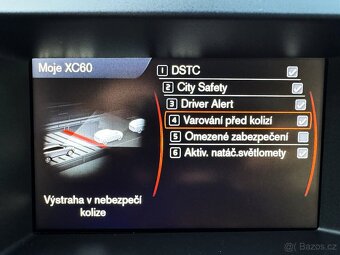 Moje XC60
1 DSTC
2 City Safety
3 Driver Alert
4 Varování před kolizí
5 Omezené zabezpečení
6 Aktiv. natáč.světlomety
Výstraha v nebezpečí
kolize
Bazoš.cz